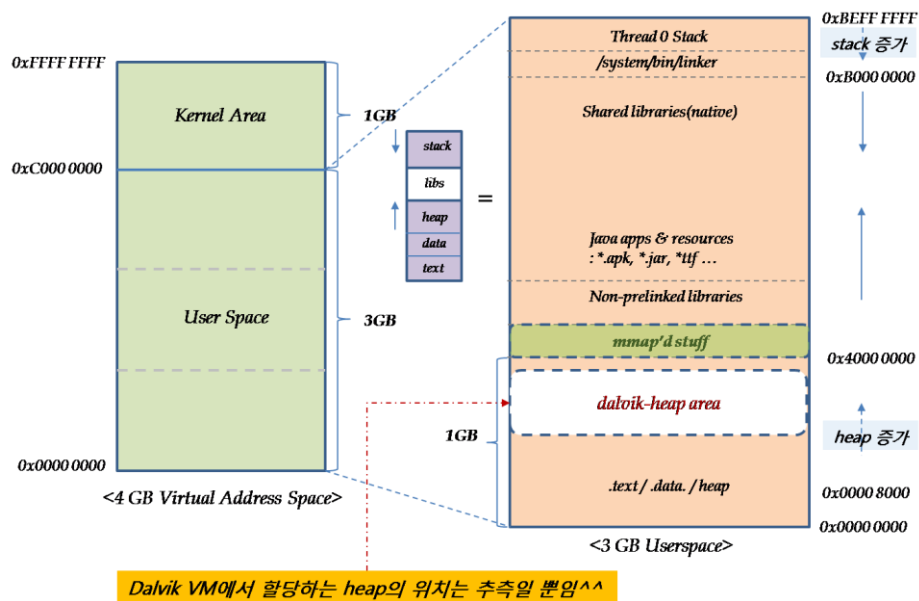 0xFFFF FFFF
Kernel Area
1GB
0xC000 0000
User Space
3GB
0x0000 0000
<4 GB Virtual Address Space>
stack
libs
heap
data
text
=
0xBEFF FFFF
Thread 0 Stack
stack 증가
/system/bin/linker
0xB000 0000
Shared libraries(native)
Java apps & resources
: *.apk, *.jar, *ttf ...
Non-prelinked libraries
mmap'd stuff
0x4000 0000
dalvik-heap area
1GB
heap 증가
.text / .data. / heap
0x0000 8000
0x0000 0000
<3 GB Userspace>
Dalvik VM에서 할당하는 heap의 위치는 추측일 뿐임^^